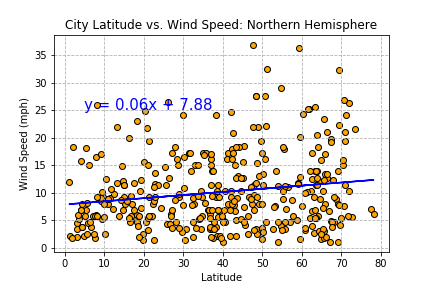 City Latitude vs. Wind Speed: Northern Hemisphere
35
30
25
20
15
10
5
0
Wind Speed (mph)
y = 0.06x + 7.88
0 10 20 30 40 50 60 70 80
Latitude